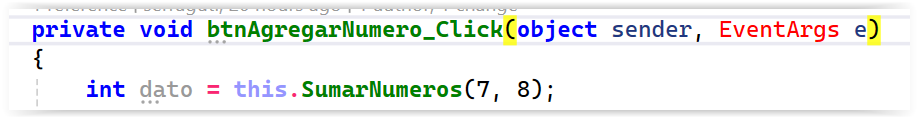 private void btnAgregarNumero_Click(object sender, EventArgs e)
{
int dato = this.SumarNumeros(7, 8);